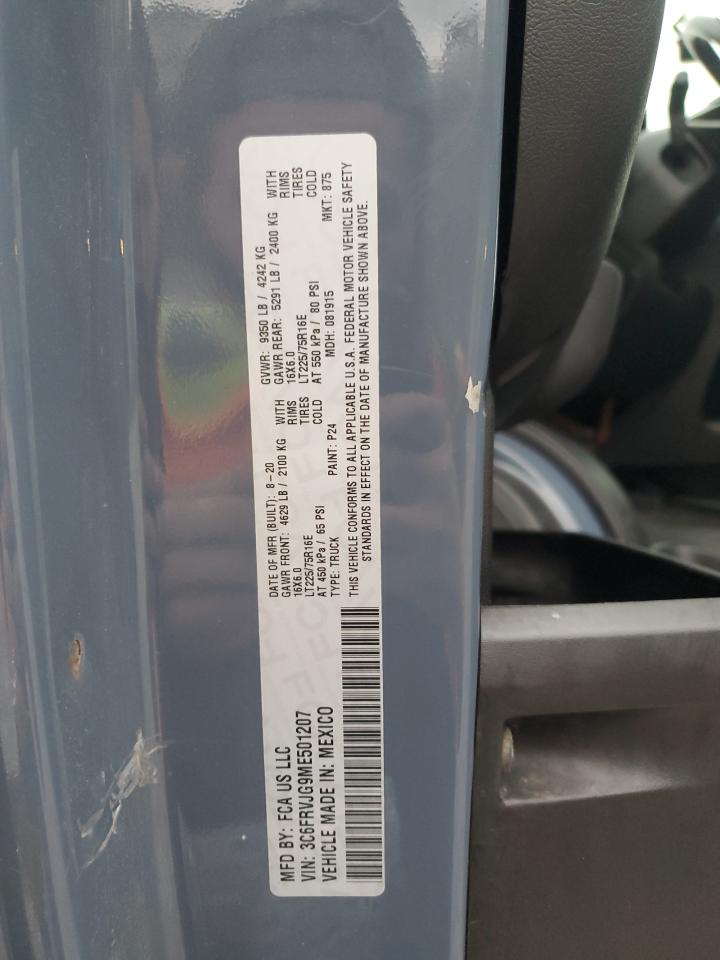 MFD BY: FCA US LLC
VIN: 3C6FRVJG9ME501207
VEHICLE MADE IN: MEXICO
DATE OF MFR (BUILT): 8-20 GVWR: 9350 LB / 4242 KG
GAWR FRONT: 4629 LB / 2100 KG WITH GAWR REAR: 5291 LB / 2400 KG WITH
16X6.0 RIMS 16X6.0 RIMS
LT225/75R16E TIRES LT225/75R16E TIRES
AT 450 kPa / 65 PSI COLD AT 550 kPa / 80 PSI COLD
TYPE: TRUCK PAINT: P24 MDH: 081915 MKT: 875
THIS VEHICLE CONFORMS TO ALL APPLICABLE U.S.A. FEDERAL MOTOR VEHICLE SAFETY
STANDARDS IN EFFECT ON THE DATE OF MANUFACTURE SHOWN ABOVE.